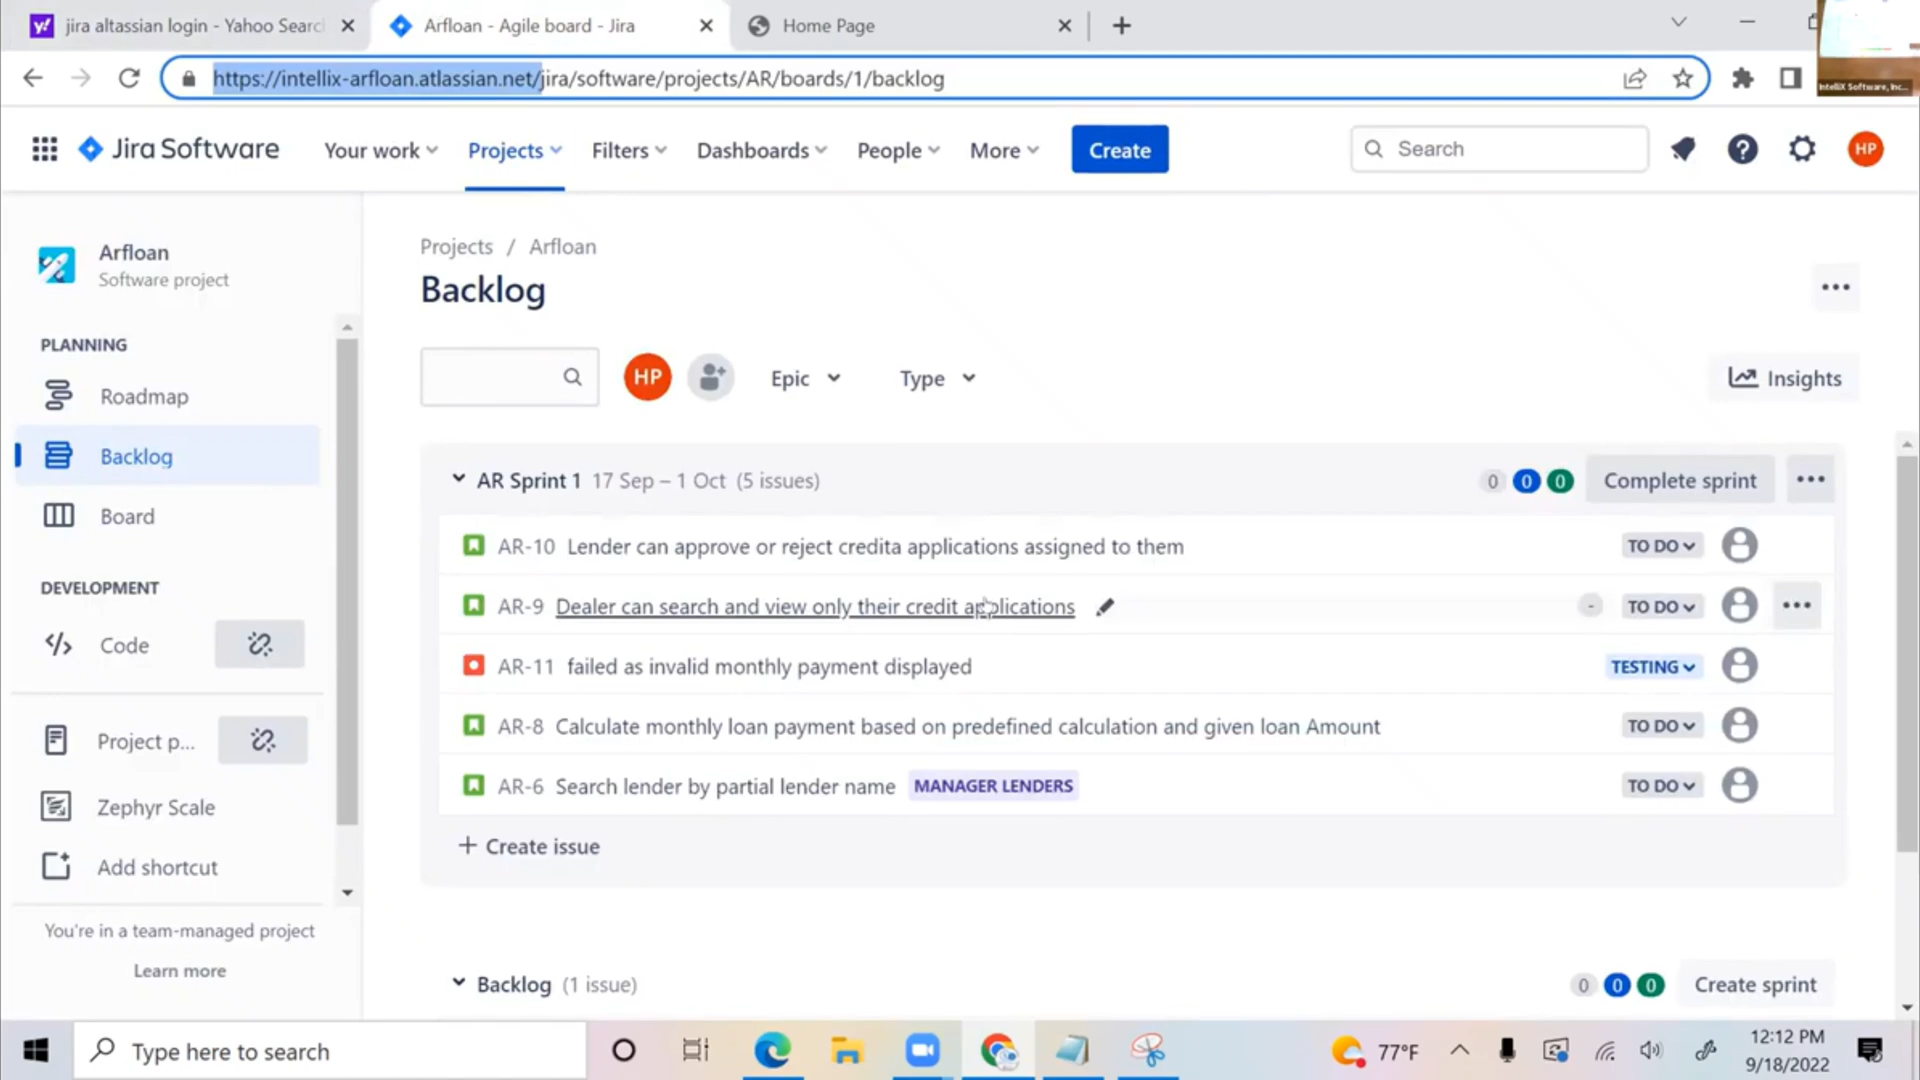 jira altassian login - Yahoo Searc
Arfloan - Agile board - Jira
Home Page
https://intellix-arfloan.atlassian.net/jira/software/projects/AR/boards/1/backlog
IntelliX Software, Inc...
Jira Software
Your work
Projects
Filters
Dashboards
People
More
Create
Search
HP
Arfloan
Software project
PLANNING
Roadmap
Backlog
Board
DEVELOPMENT
Code
Project p...
Zephyr Scale
Add shortcut
You're in a team-managed project
Learn more
Projects / Arfloan
Backlog
HP
Epic
Type
Insights
AR Sprint 1 17 Sep – 1 Oct (5 issues)
0 0 0
Complete sprint
AR-10 Lender can approve or reject credita applications assigned to them TO DO
AR-9 Dealer can search and view only their credit applications - TO DO
AR-11 failed as invalid monthly payment displayed TESTING
AR-8 Calculate monthly loan payment based on predefined calculation and given loan Amount TO DO
AR-6 Search lender by partial lender name MANAGER LENDERS TO DO
+ Create issue
Backlog (1 issue)
0 0 0
Create sprint
Type here to search
77°F
12:12 PM
9/18/2022